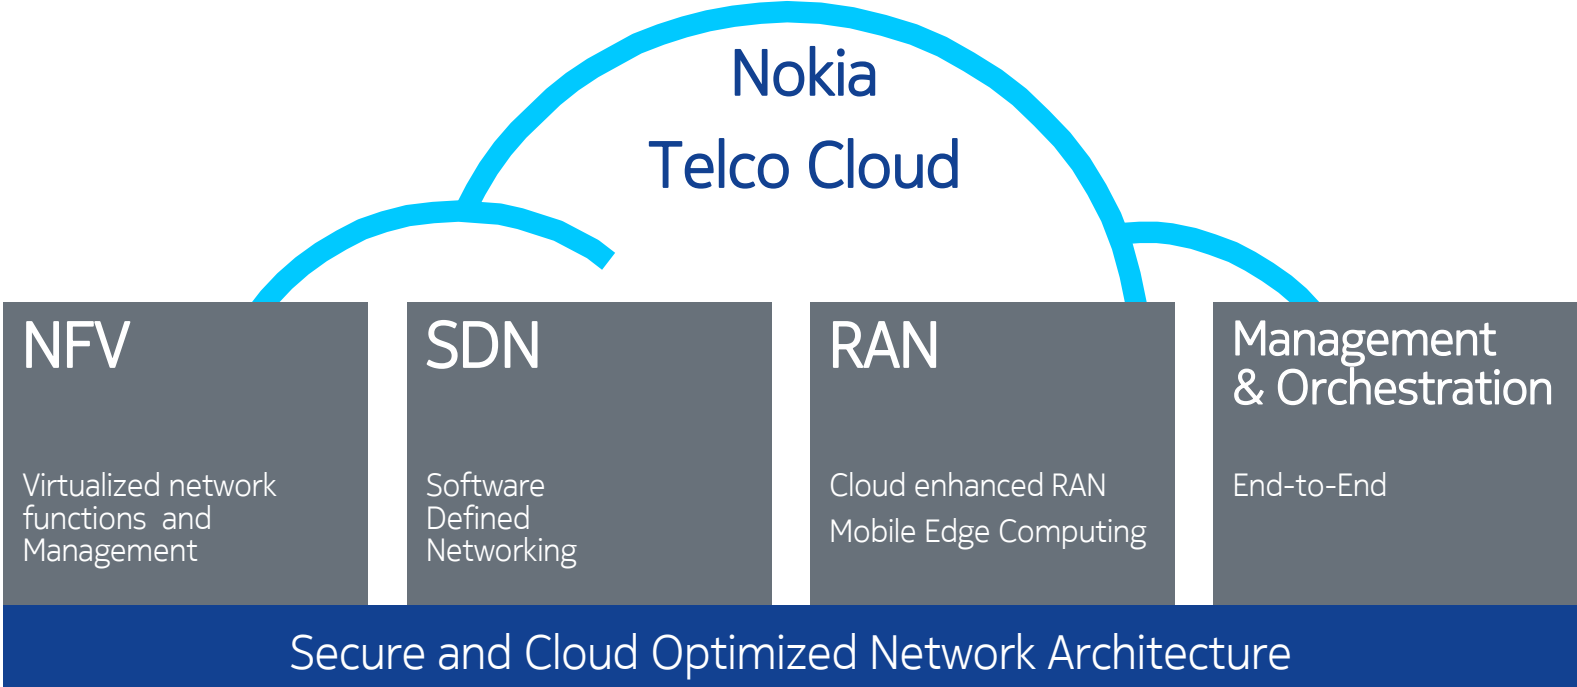 Nokia
Telco Cloud
NFV
Virtualized network
functions and
Management
SDN
Software
Defined
Networking
RAN
Cloud enhanced RAN
Mobile Edge Computing
Management
& Orchestration
End-to-End
Secure and Cloud Optimized Network Architecture